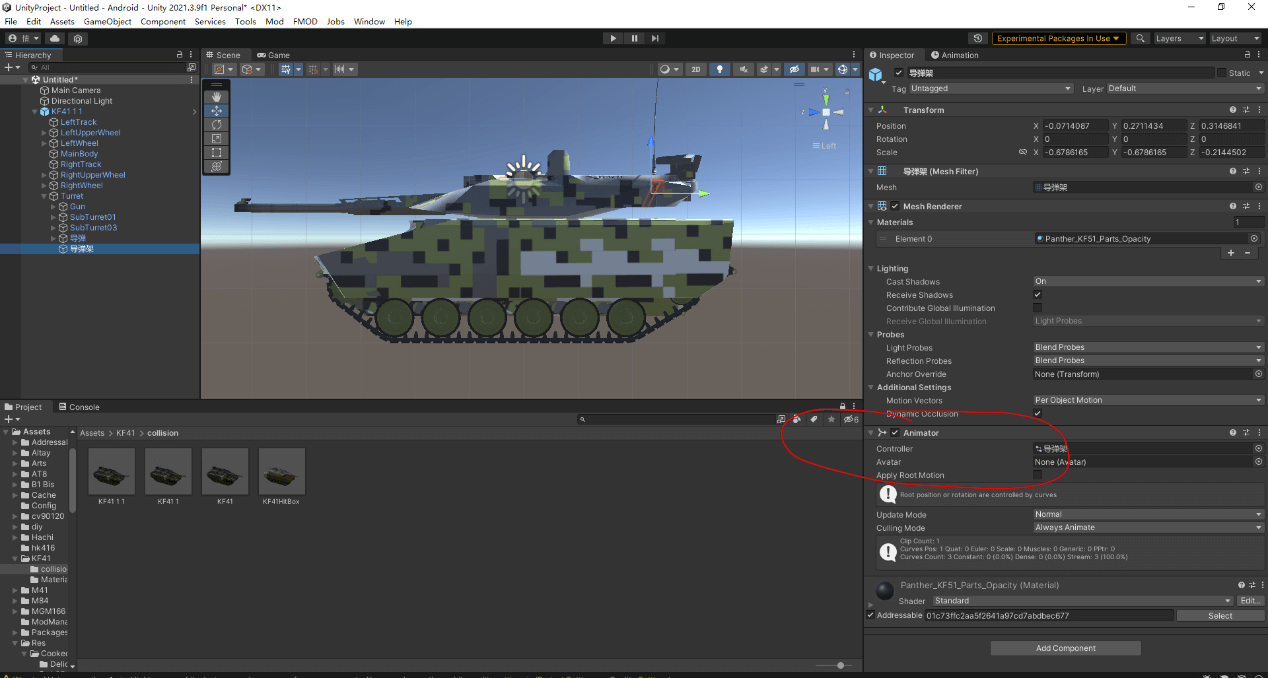 UnityProject - Untitled - Android - Unity 2021.3.9f1 Personal* <DX11>
File Edit Assets GameObject Component Services Tools Mod FMOD Jobs Window Help
Experimental Packages In Use Layers Layout
Hierarchy
All
Untitled*
Main Camera
Directional Light
KF41 1 1
LeftTrack
LeftUpperWheel
LeftWheel
MainBody
RightTrack
RightUpperWheel
RightWheel
Turret
Gun
SubTurret01
SubTurret03
导弹
导弹架
Scene Game
2D
Left
Project Console
6
Assets
Addressal
Altay
Arts
AT8
B1 Bis
Cache
Config
cv90120
diy
Hachi
hk416
KF41
collisio
Materia
M41
M84
MGM166
ModMana
Packages
Res
Cooked
Delic
Assets > KF41 > collision
KF41 1 1 KF41 1 KF41 KF41HitBox
Inspector Animation
导弹架 Static
Tag Untagged Layer Default
Transform
Position X -0.0714087 Y 0.2711434 Z 0.3146841
Rotation X 0 Y 0 Z 0
Scale X -0.6786165 Y -0.6786165 Z -0.2144502
导弹架 (Mesh Filter)
Mesh 导弹架
Mesh Renderer
Materials 1
Element 0 Panther_KF51_Parts_Opacity
Lighting
Cast Shadows On
Receive Shadows
Contribute Global Illumination
Receive Global Illumination Light Probes
Probes
Light Probes Blend Probes
Reflection Probes Blend Probes
Anchor Override None (Transform)
Additional Settings
Motion Vectors Per Object Motion
Dynamic Occlusion
Animator
Controller 导弹架
Avatar None (Avatar)
Apply Root Motion
Root position or rotation are controlled by curves
Update Mode Normal
Culling Mode Always Animate
Clip Count: 1
Curves Pos: 1 Quat: 0 Euler: 0 Scale: 0 Muscles: 0 Generic: 0 PPtr: 0
Curves Count: 3 Constant: 0 (0.0%) Dense: 0 (0.0%) Stream: 3 (100.0%)
Panther_KF51_Parts_Opacity (Material)
Shader Standard Edit...
Addressable 01c73ffc2aa5f2641a97cd7abdbec677 Select
Add Component